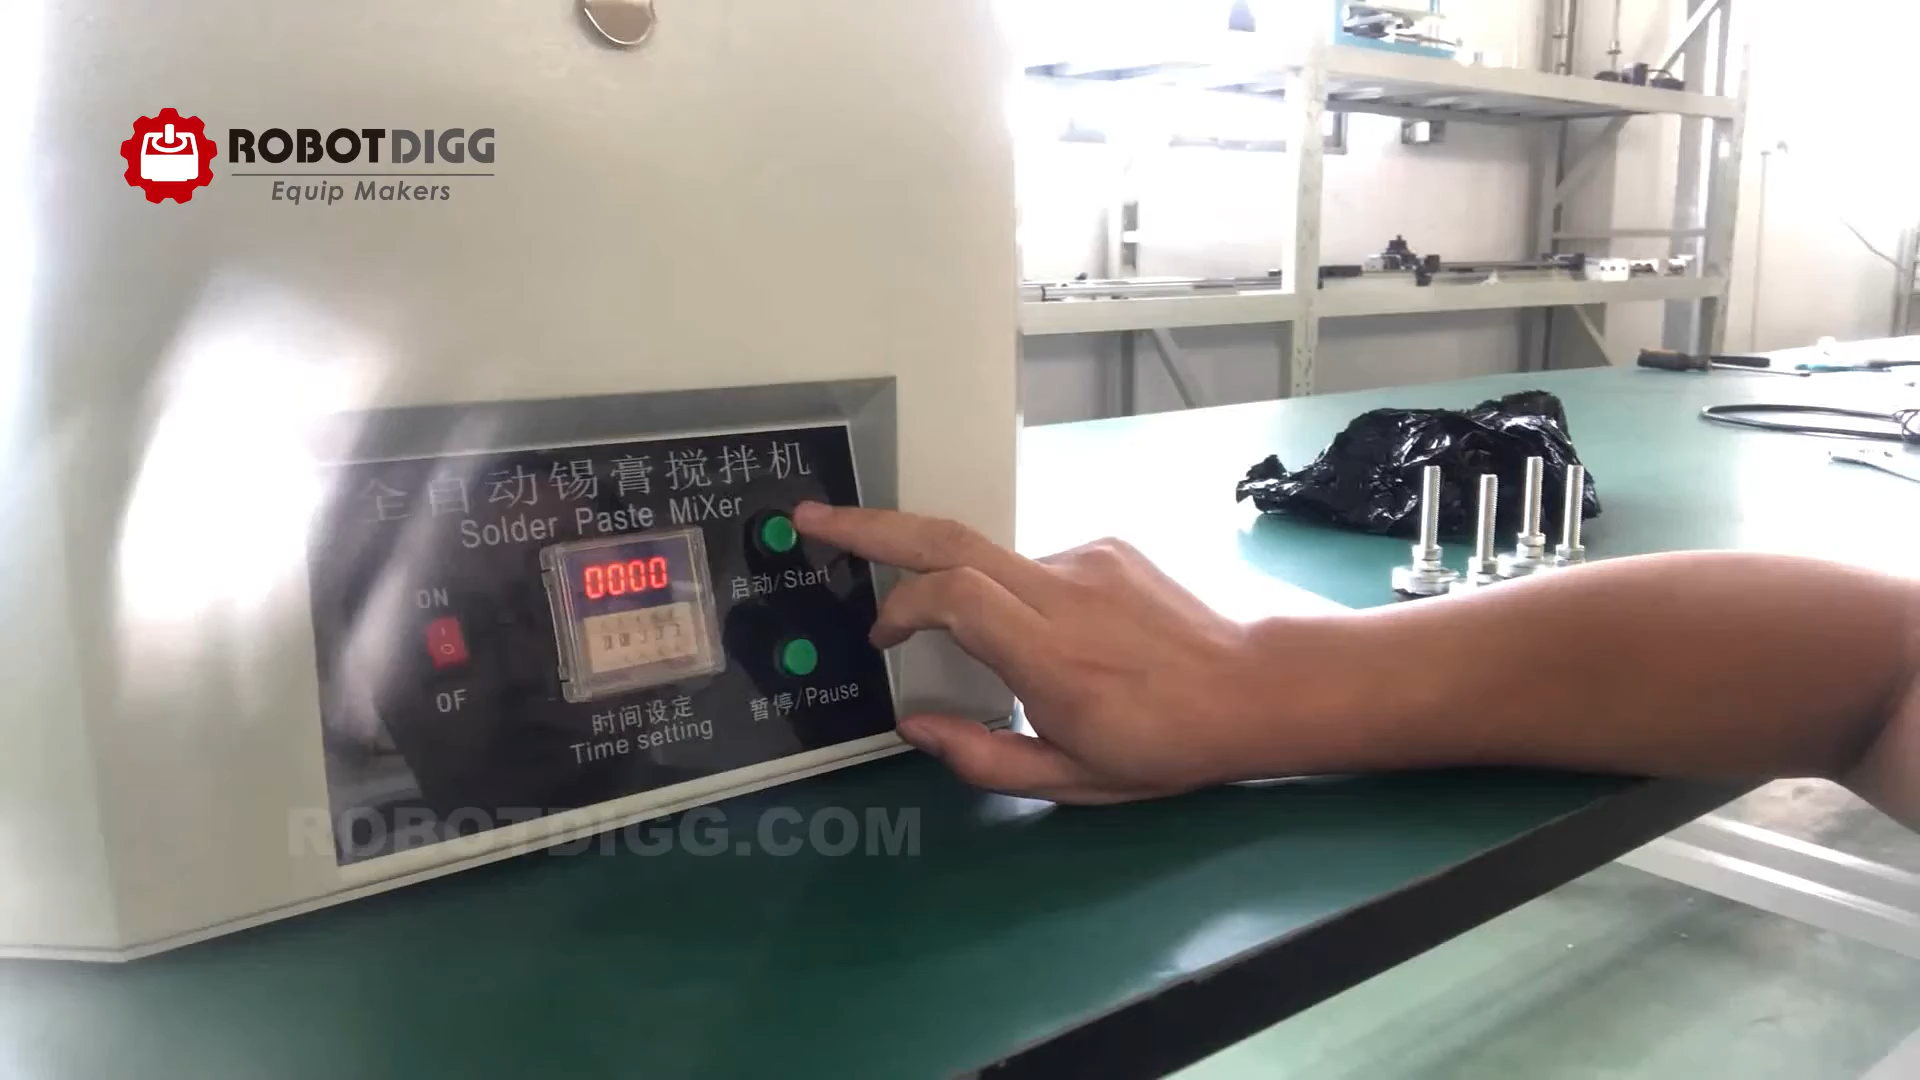 ROBOTDIGG
Equip Makers
全自动锡膏搅拌机
Solder Paste MiXer
0000
启动/Start
ON
OF
暂停/Pause
时间设定
Time setting
ROBOTDIGG.COM